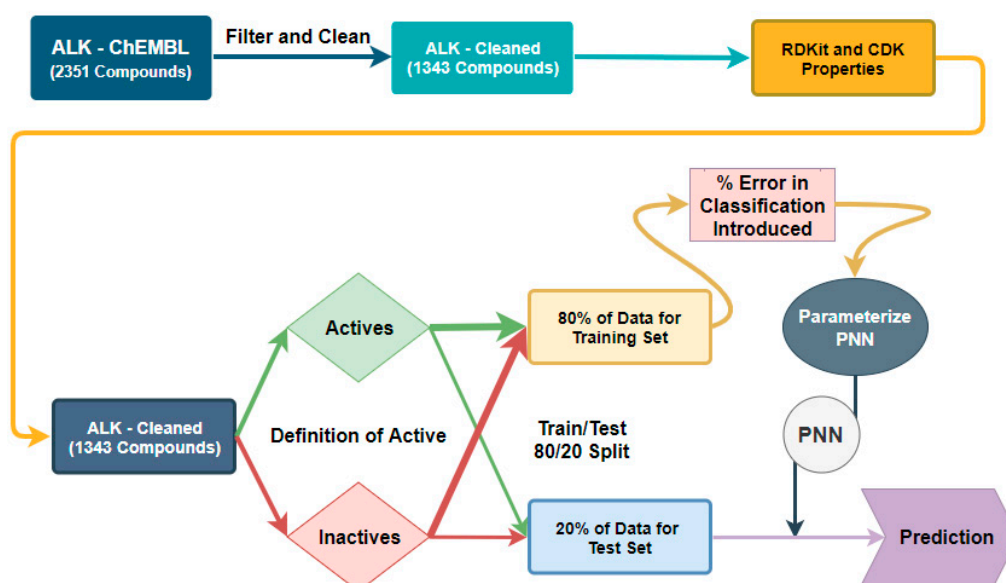 ALK - ChEMBL
(2351 Compounds)
Filter and Clean
ALK - Cleaned
(1343 Compounds)
RDKit and CDK
Properties
% Error in
Classification
Introduced
Actives
80% of Data for
Training Set
Parameterize
PNN
ALK - Cleaned
(1343 Compounds)
Definition of Active
Train/Test
80/20 Split
PNN
Inactives
20% of Data for
Test Set
Prediction